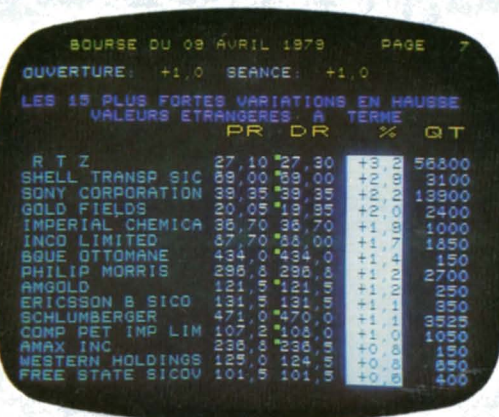 BOURSE DU 09 AVRIL 1979 PAGE 7
OUVERTURE: +1,0 SEANCE: +1,0
LES 15 PLUS FORTES VARIATIONS EN HAUSSE
VALEURS ETRANGERES A TERME
PR DR % QT
R T Z 27,10 27,30 +3,2 56800
SHELL TRANSP SIC 69,00 69,00 +2,9 3100
SONY CORPORATION 39,35 39,35 +2,2 13900
GOLD FIELDS 20,05 19,95 +2,0 2400
IMPERIAL CHEMICA 36,70 36,70 +1,9 1000
INCO LIMITED 87,70 88,00 +1,7 1850
BQUE OTTOMANE 434,0 434,0 +1,4 150
PHILIP MORRIS 296,8 296,8 +1,2 2700
AMGOLD 121,5 121,5 +1,2 250
ERICSSON B SICO 131,5 131,5 +1,1 350
SCHLUMBERGER 471,0 470,0 +1,1 3525
COMP PET IMP LIM 107,2 108,0 +1,0 1050
AMAX INC 236,8 236,5 +0,8 150
WESTERN HOLDINGS 125,0 124,5 +0,8 650
FREE STATE SICOV 101,5 101,5 +0,6 400